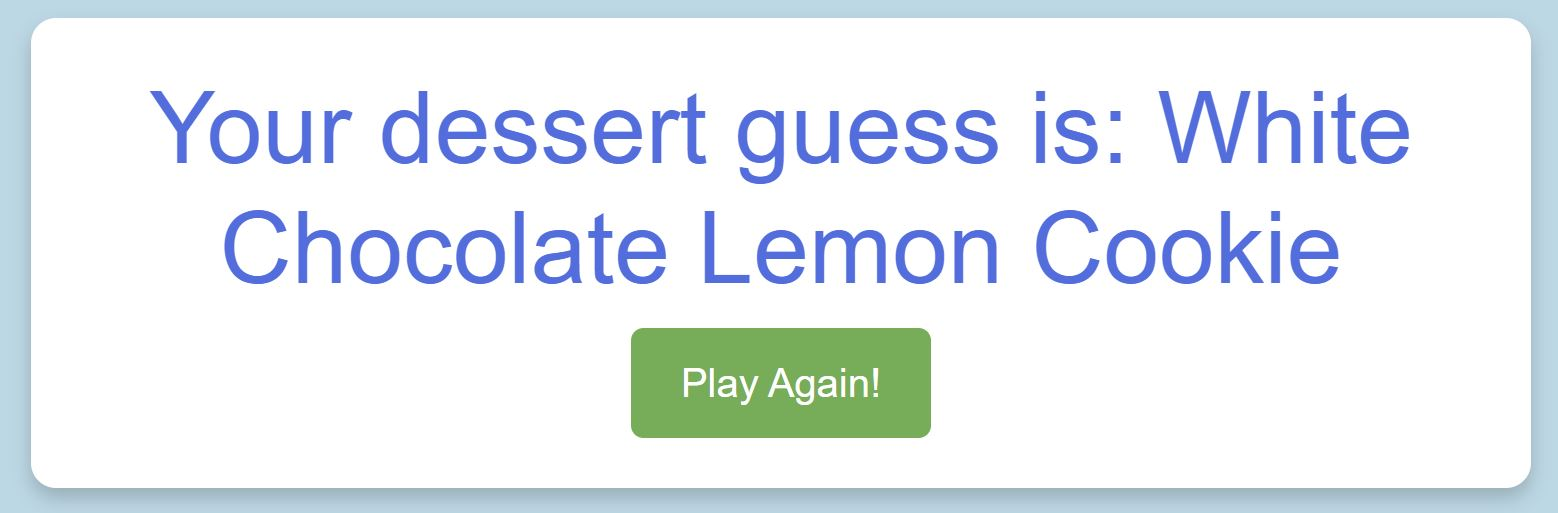 Your dessert guess is: White
Chocolate Lemon Cookie
Play Again!